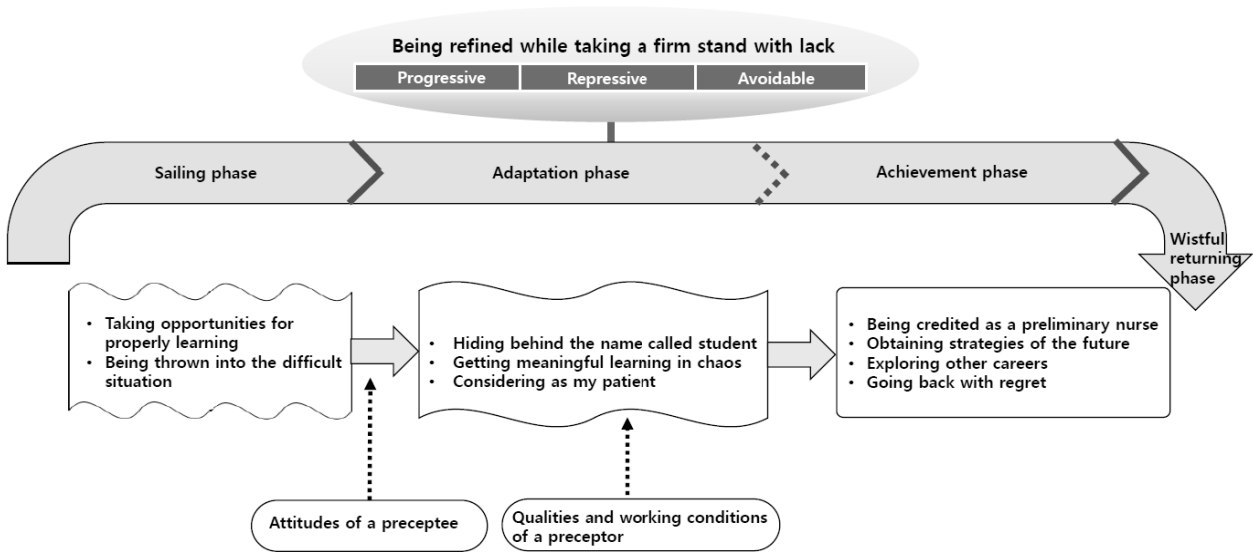 Being refined while taking a firm stand with lack
Progressive Repressive Avoidable
Sailing phase
Adaptation phase
Achievement phase
Wistful
returning
phase
• Taking opportunities for
properly learning
• Being thrown into the difficult
situation
• Hiding behind the name called student
• Getting meaningful learning in chaos
• Considering as my patient
• Being credited as a preliminary nurse
• Obtaining strategies of the future
• Exploring other careers
• Going back with regret
Attitudes of a preceptee
Qualities and working conditions
of a preceptor